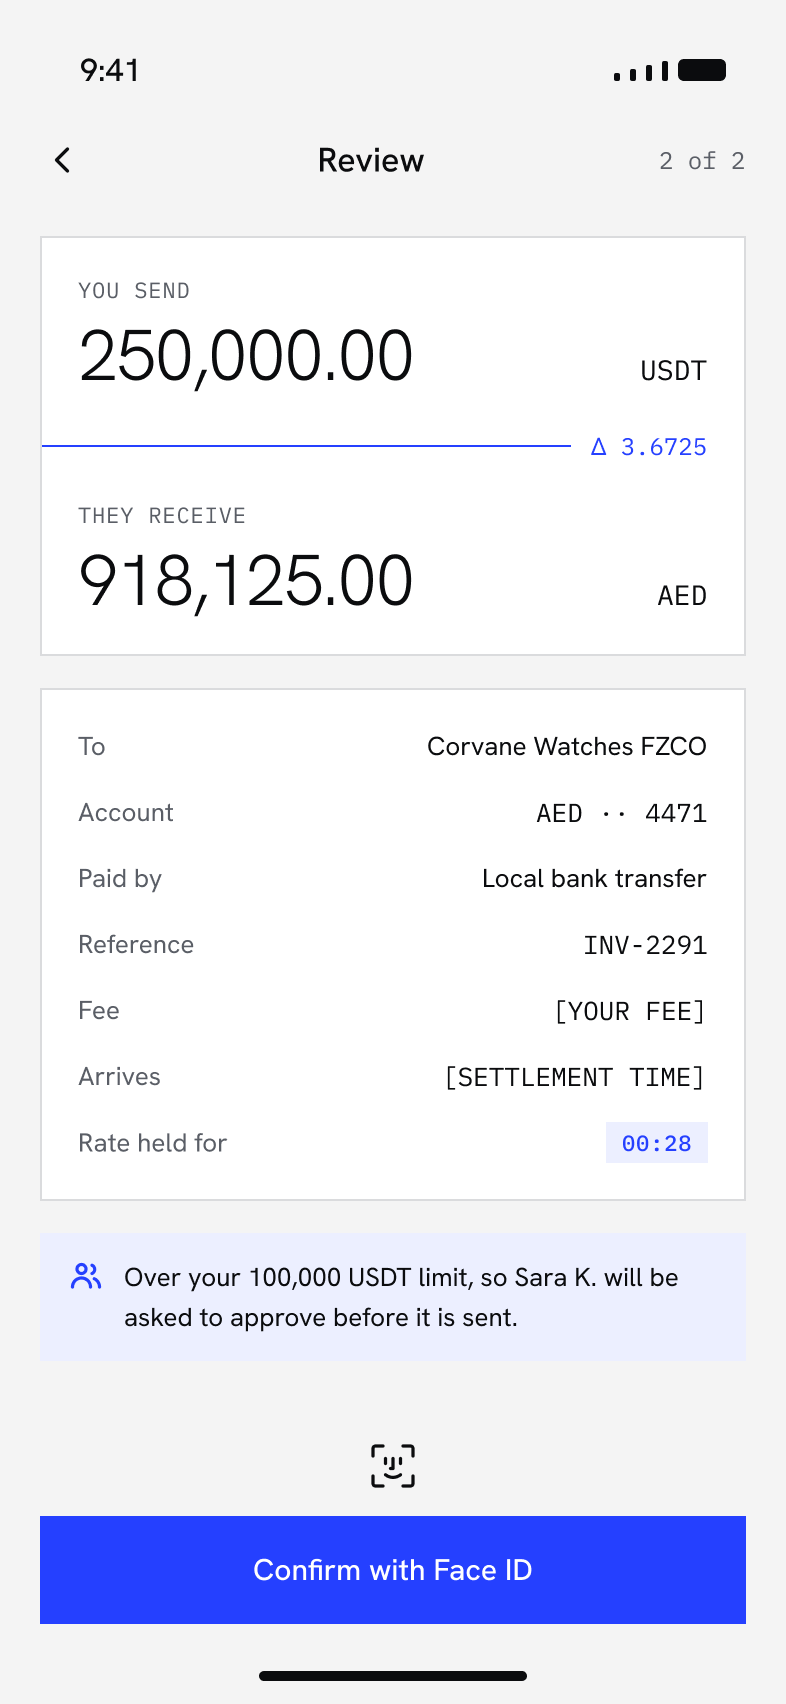 9:41
Review
2 of 2
YOU SEND
250,000.00 USDT
Δ 3.6725
THEY RECEIVE
918,125.00 AED
To Corvane Watches FZCO
Account AED ·· 4471
Paid by Local bank transfer
Reference INV-2291
Fee [YOUR FEE]
Arrives [SETTLEMENT TIME]
Rate held for 00:28
Over your 100,000 USDT limit, so Sara K. will be
asked to approve before it is sent.
Confirm with Face ID